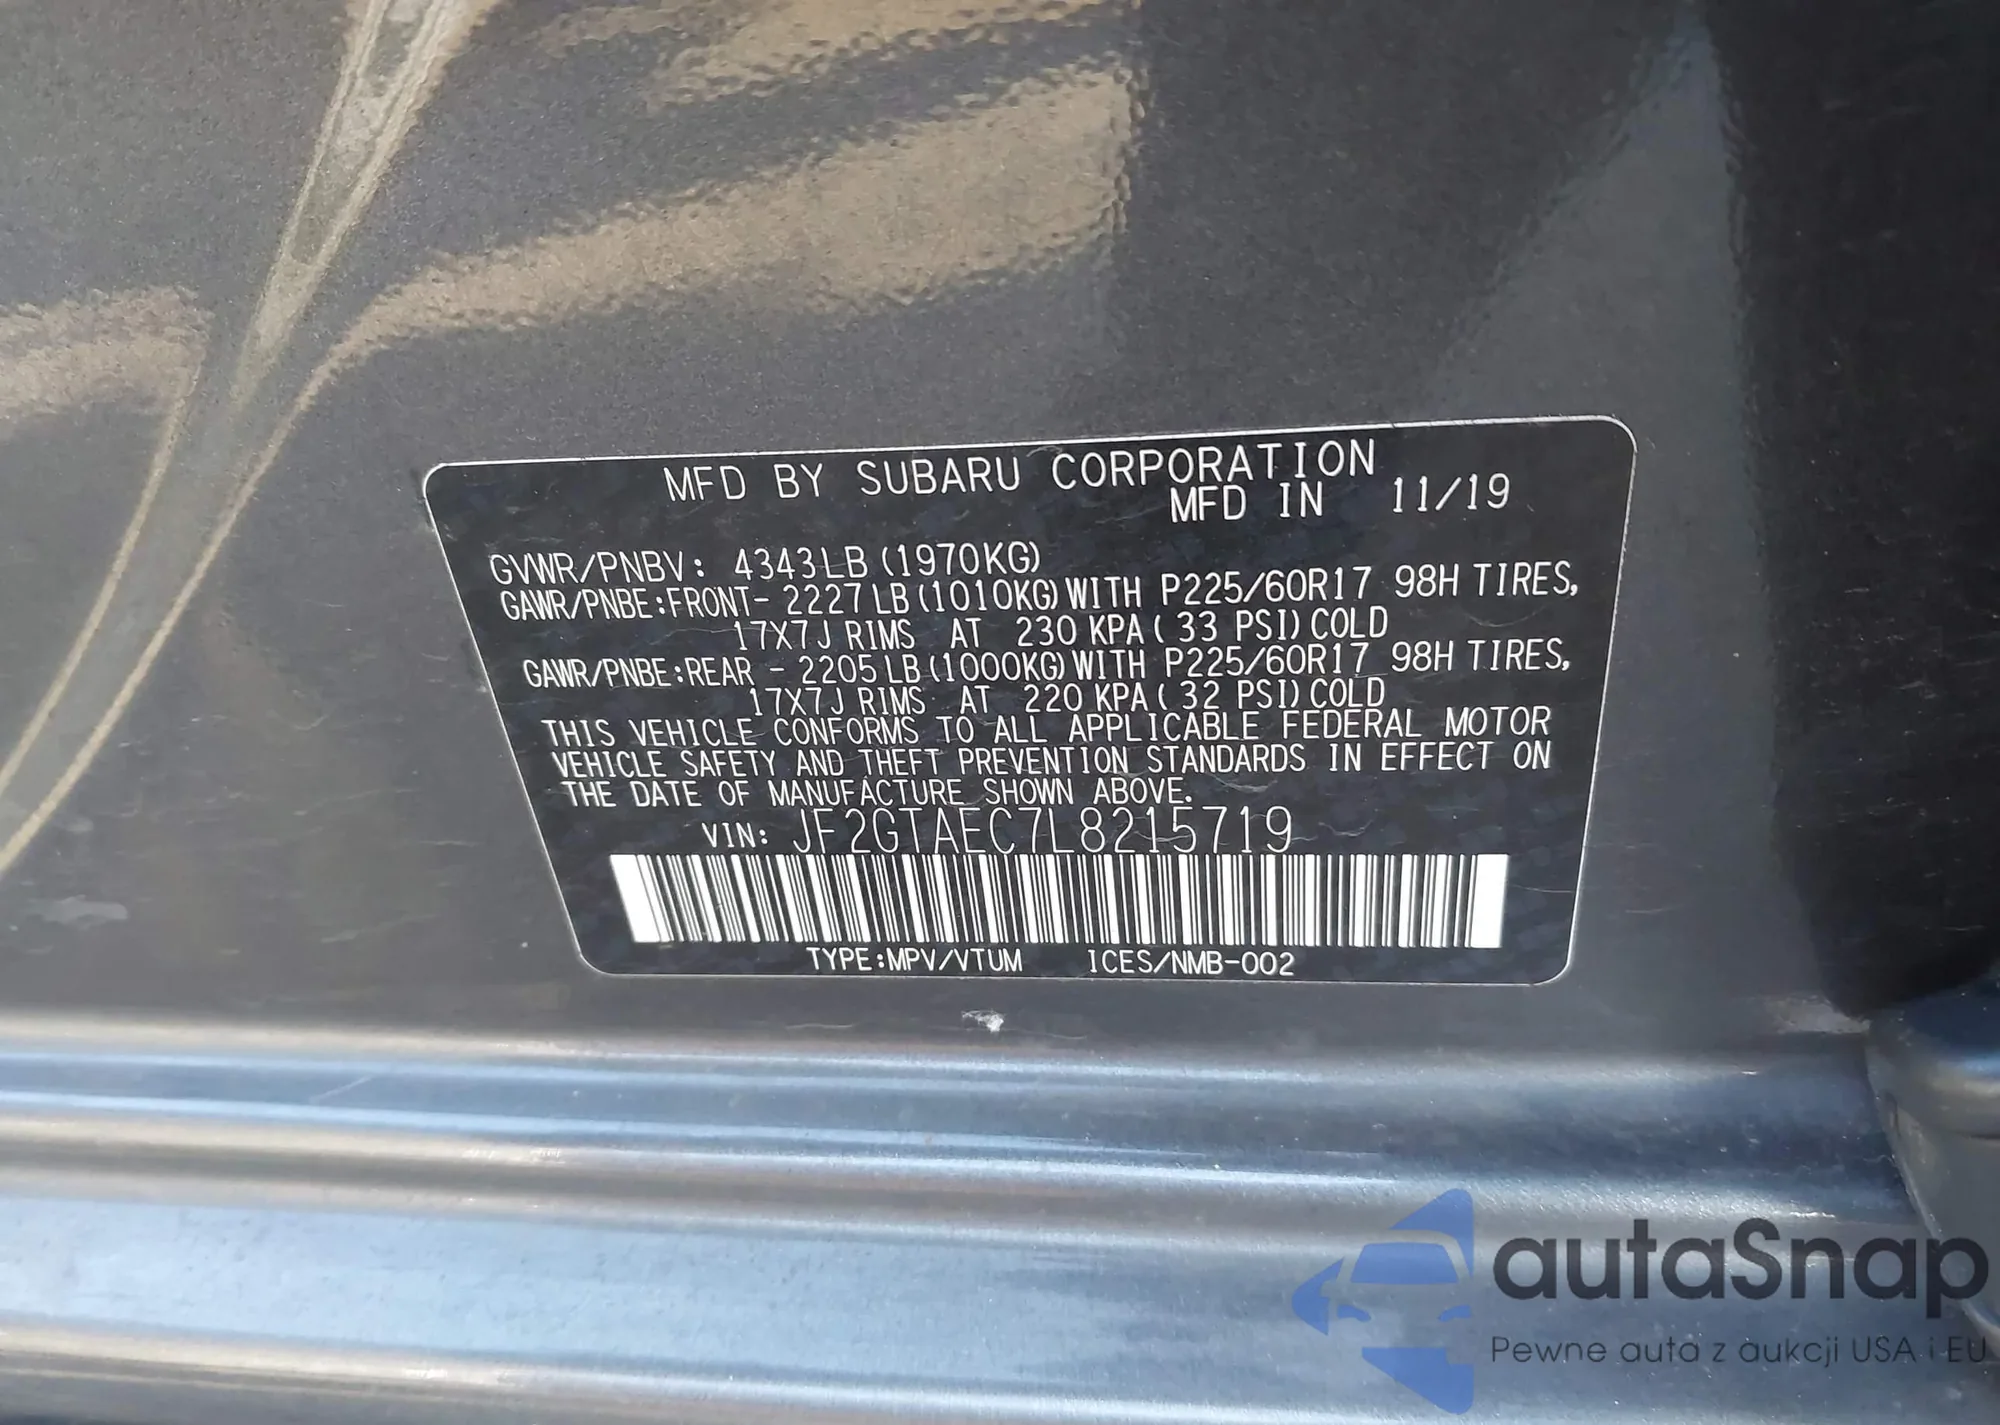 MFD BY SUBARU CORPORATION
MFD IN 11/19
GVWR/PNBV: 4343LB (1970KG)
GAWR/PNBE:FRONT- 2227LB(1010KG)WITH P225/60R17 98H TIRES,
17X7J RIMS AT 230 KPA( 33 PSI)COLD
GAWR/PNBE:REAR - 2205LB(1000KG)WITH P225/60R17 98H TIRES,
17X7J RIMS AT 220 KPA( 32 PSI)COLD
THIS VEHICLE CONFORMS TO ALL APPLICABLE FEDERAL MOTOR
VEHICLE SAFETY AND THEFT PREVENTION STANDARDS IN EFFECT ON
THE DATE OF MANUFACTURE SHOWN ABOVE.
VIN: JF2GTAEC7L8215719
TYPE:MPV/VTUM ICES/NMB-002
autaSnap
Pewne auta z aukcji USA i EU